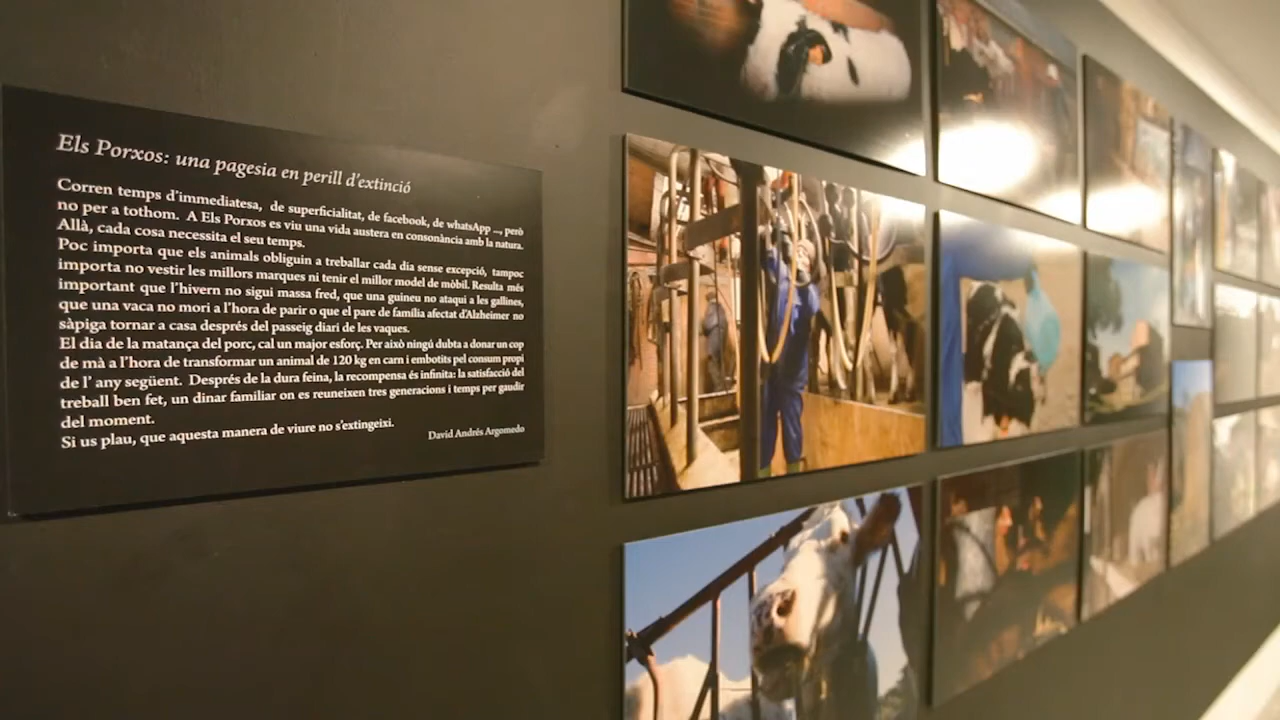 Els Porxos: una pagesia en perill d'extinció
Corren temps d'immediatesa, de superficialitat, de facebook, de whatsApp ..., però
no per a tothom. A Els Porxos es viu una vida austera en consonància amb la natura.
Allà, cada cosa necessita el seu temps.
Poc importa que els animals obliguin a treballar cada dia sense excepció, tampoc
importa no vestir les millors marques ni tenir el millor model de mòbil. Resulta més
important que l'hivern no sigui massa fred, que una guineu no ataqui a les gallines,
que una vaca no mori a l'hora de parir o que el pare de família afectat d'Alzheimer no
sàpiga tornar a casa després del passeig diari de les vaques.
El dia de la matança del porc, cal un major esforç. Per això ningú dubta a donar un cop
de mà a l'hora de transformar un animal de 120 kg en carn i embotits pel consum propi
de l' any següent. Després de la dura feina, la recompensa és infinita: la satisfacció del
treball ben fet, un dinar familiar on es reuneixen tres generacions i temps per gaudir
del moment.
Si us plau, que aquesta manera de viure no s'extingeixi.
David Andrés Argomedo